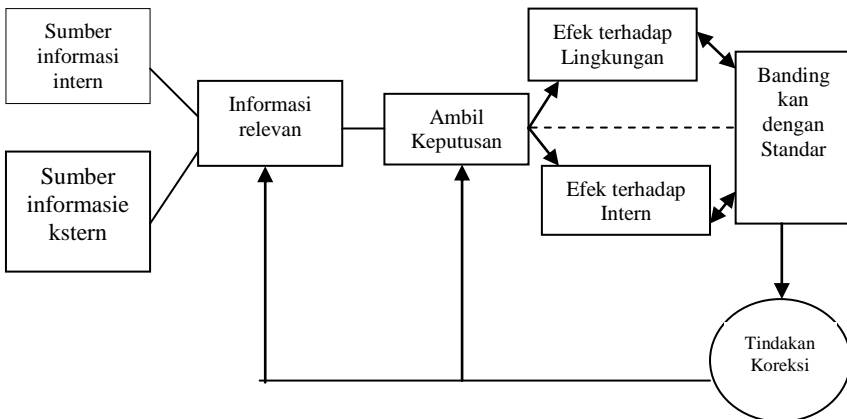 Sumber
informasi
intern
Sumber
informasie
kstern
Informasi
relevan
Ambil
Keputusan
Efek terhadap
Lingkungan
Efek terhadap
Intern
Banding
kan
dengan
Standar
Tindakan
Koreksi